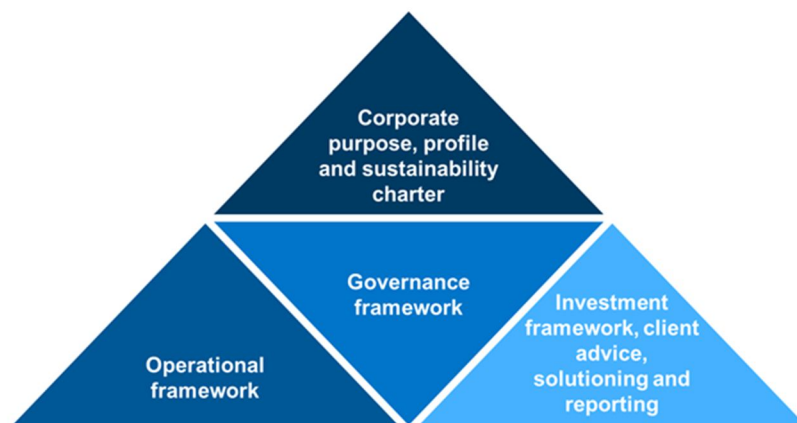 Corporate
purpose, profile
and sustainability
charter
Governance
framework
Operational
framework
Investment
framework, client
advice,
solutioning and
reporting